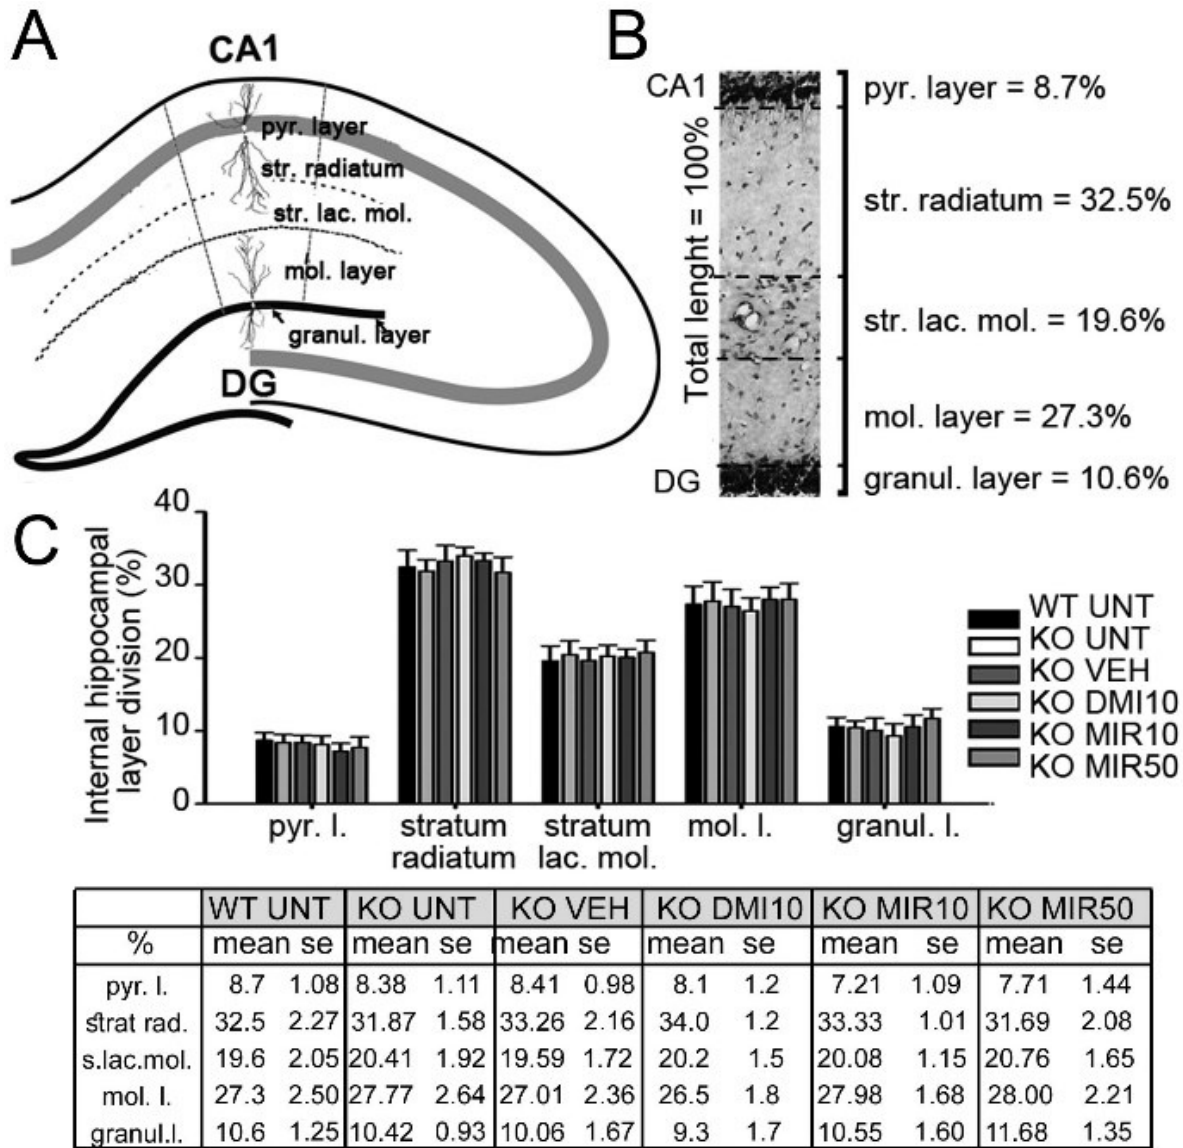 A
CA1
pyr. layer
str. radiatum
str. lac. mol.
mol. layer
granul. layer
DG
B
CA1
Total lenght = 100%
DG
pyr. layer = 8.7%
str. radiatum = 32.5%
str. lac. mol. = 19.6%
mol. layer = 27.3%
granul. layer = 10.6%
C
Internal hippocampal
layer division (%)
40
30
20
10
0
pyr. l.
stratum
radiatum
stratum
lac. mol.
mol. l.
granul. l.
WT UNT
KO UNT
KO VEH
KO DMI10
KO MIR10
KO MIR50
WT UNT KO UNT KO VEH KO DMI10 KO MIR10 KO MIR50
% mean se mean se mean se mean se mean se mean se
pyr. l. 8.7 1.08 8.38 1.11 8.41 0.98 8.1 1.2 7.21 1.09 7.71 1.44
strat rad. 32.5 2.27 31.87 1.58 33.26 2.16 34.0 1.2 33.33 1.01 31.69 2.08
s.lac.mol. 19.6 2.05 20.41 1.92 19.59 1.72 20.2 1.5 20.08 1.15 20.76 1.65
mol. l. 27.3 2.50 27.77 2.64 27.01 2.36 26.5 1.8 27.98 1.68 28.00 2.21
granul.l. 10.6 1.25 10.42 0.93 10.06 1.67 9.3 1.7 10.55 1.60 11.68 1.35